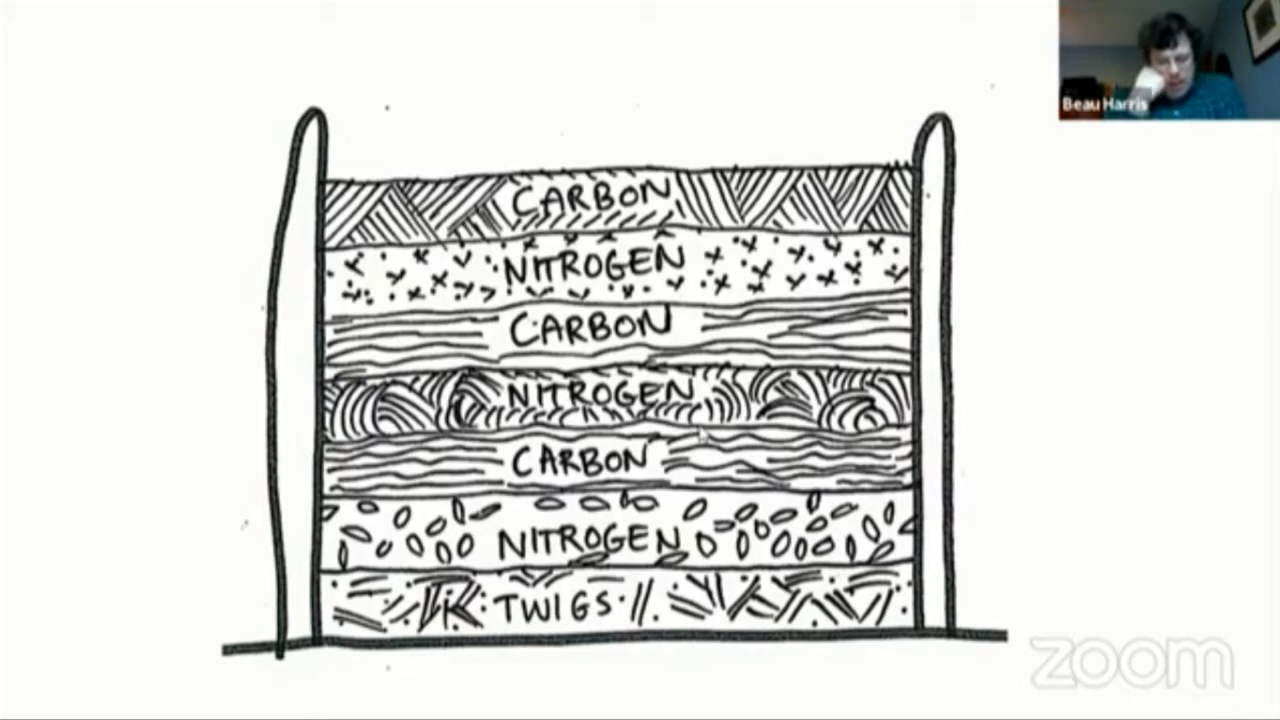 Beau Harris
CARBON
NITROGEN
CARBON
NITROGEN
CARBON
NITROGEN
TWIGS
zoom